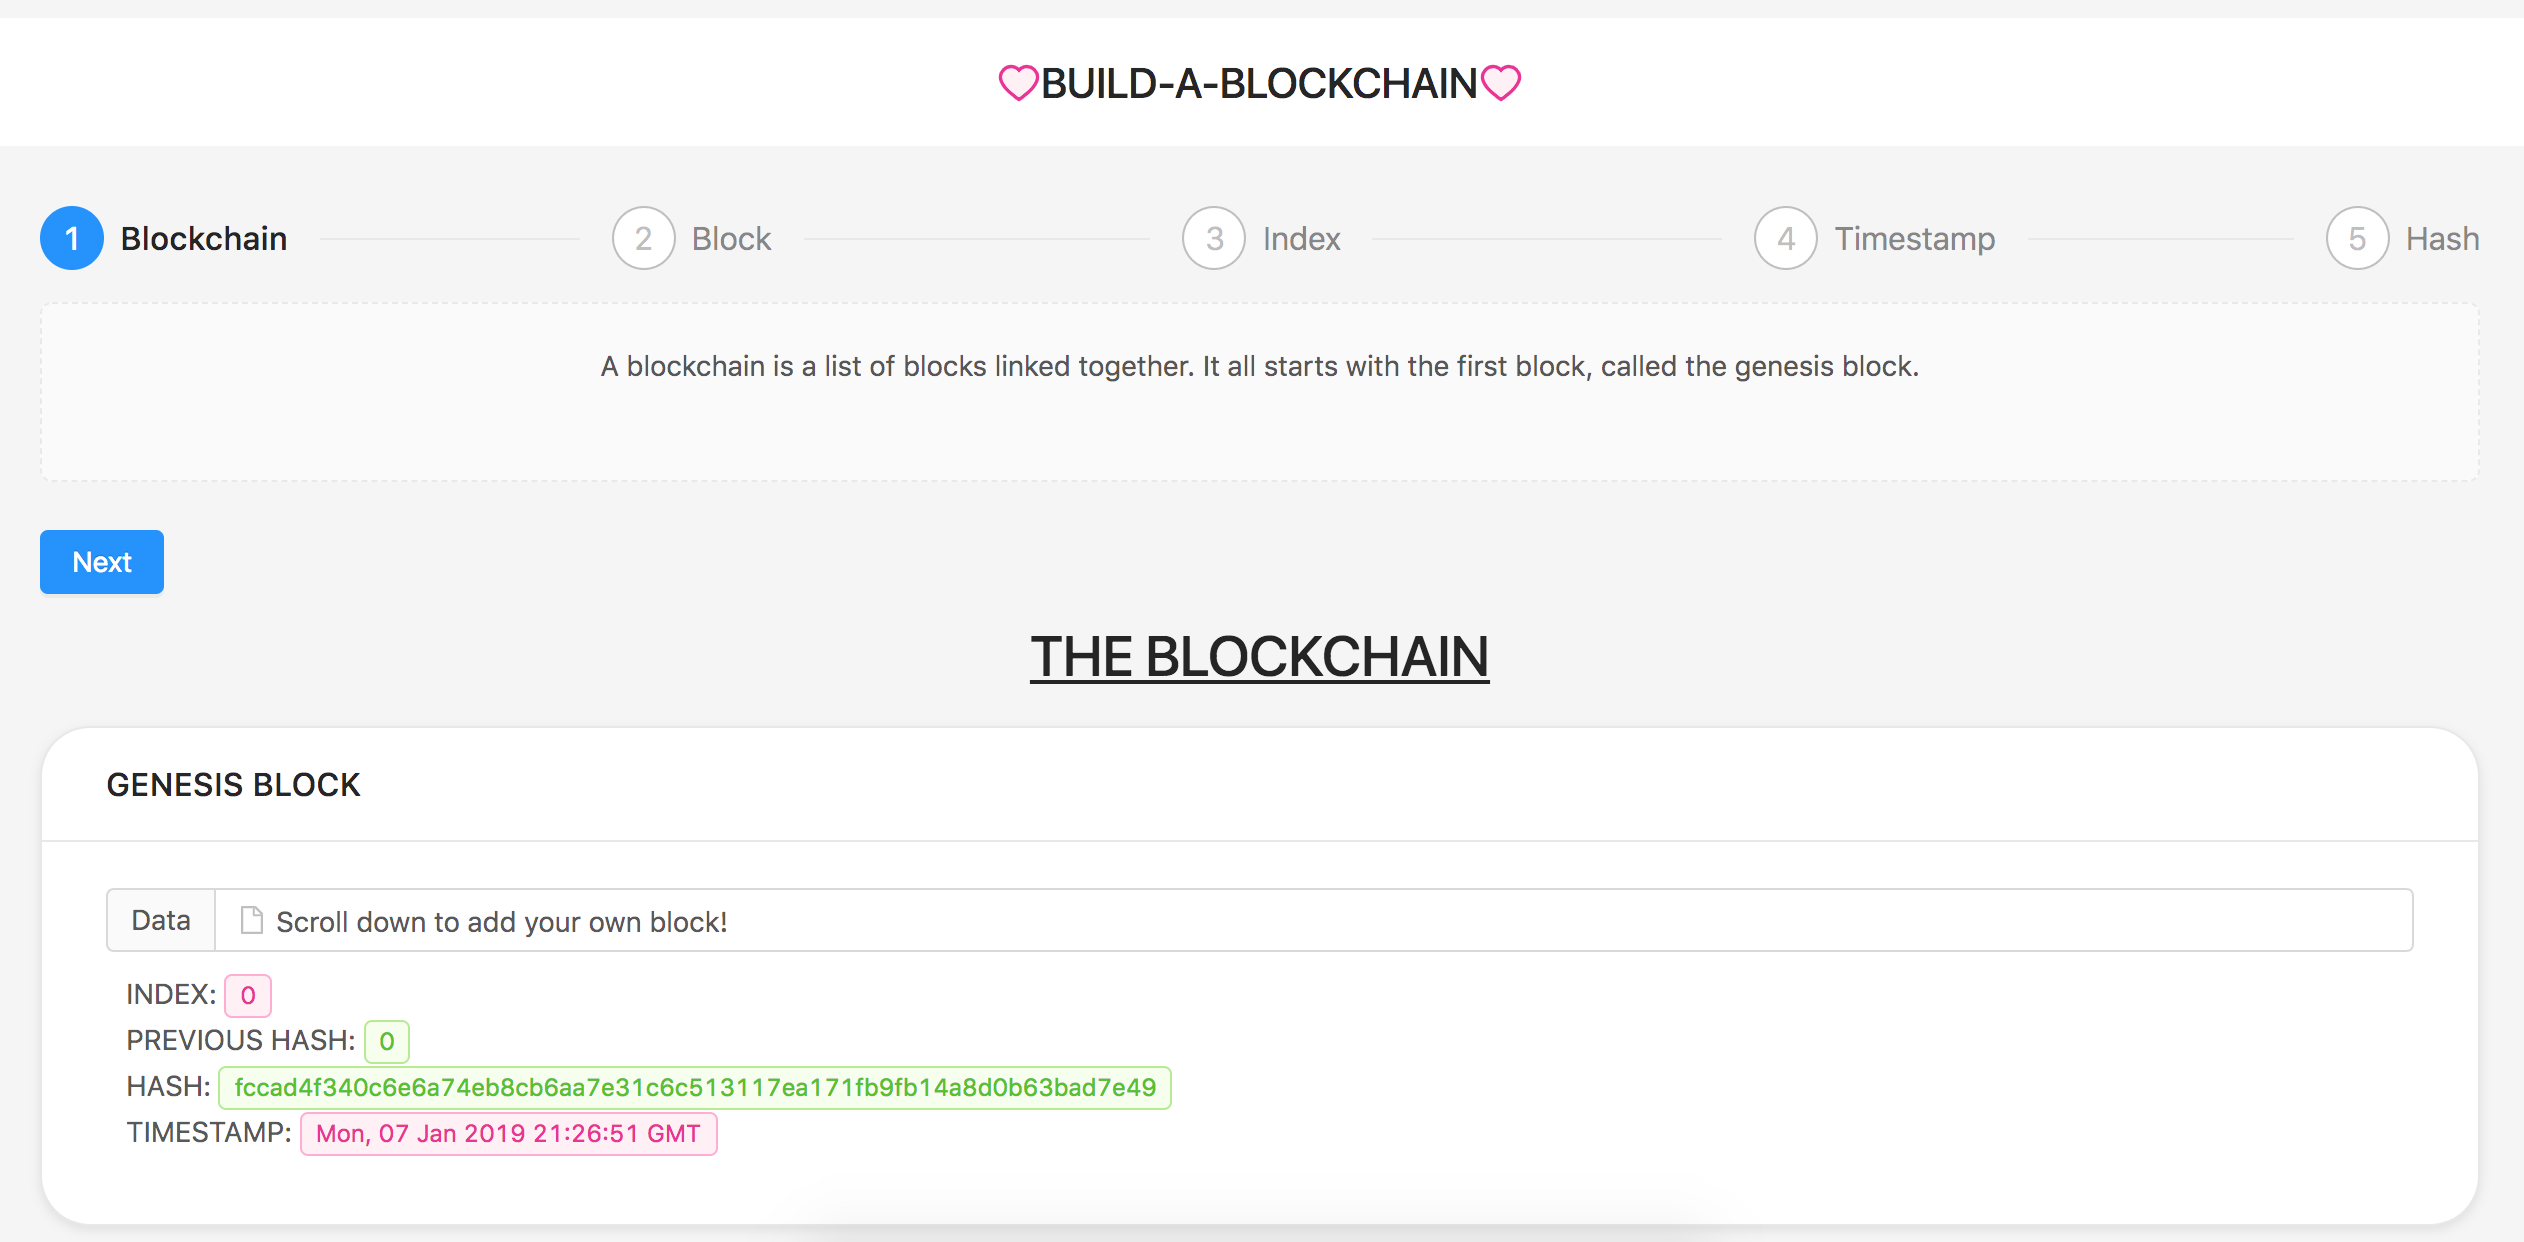 BUILD-A-BLOCKCHAIN
1 Blockchain 2 Block 3 Index 4 Timestamp 5 Hash
A blockchain is a list of blocks linked together. It all starts with the first block, called the genesis block.
Next
THE BLOCKCHAIN
GENESIS BLOCK
Data Scroll down to add your own block!
INDEX: 0
PREVIOUS HASH: 0
HASH: fccad4f340c6e6a74eb8cb6aa7e31c6c513117ea171fb9fb14a8d0b63bad7e49
TIMESTAMP: Mon, 07 Jan 2019 21:26:51 GMT